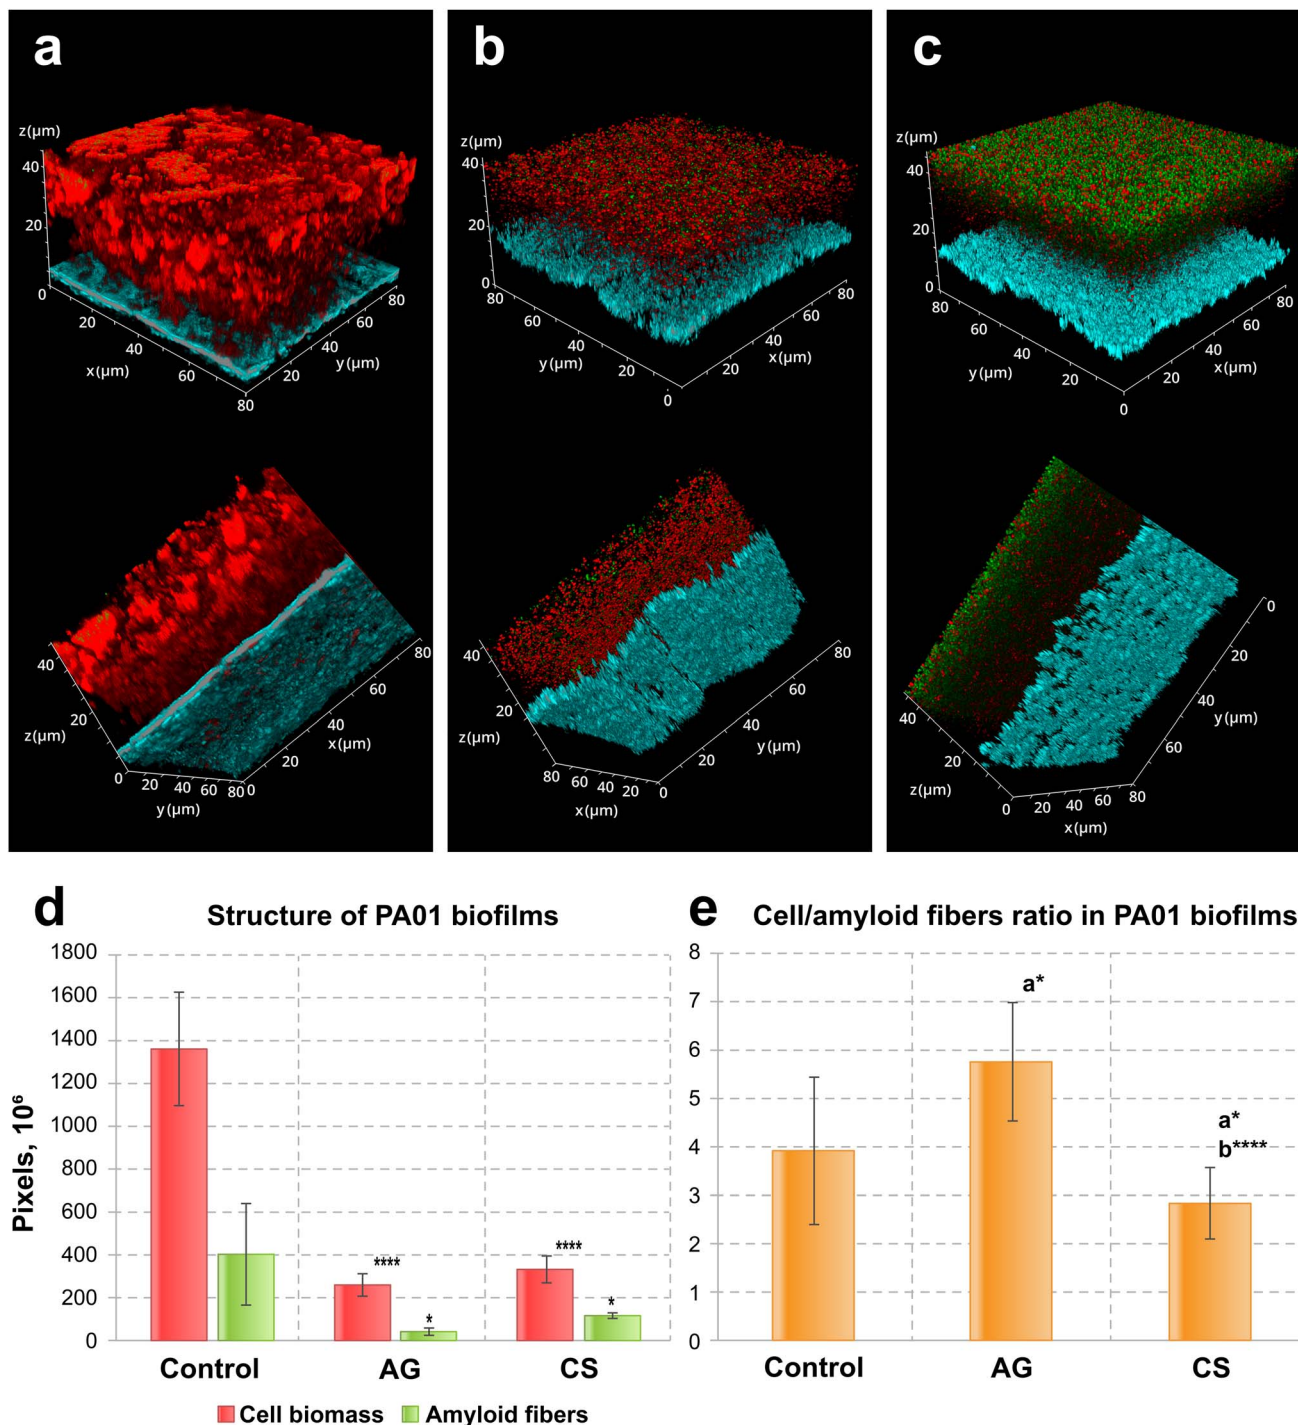 a
z(µm)
40
20
0
20
40
60
80
x(µm)
20
40
60
80
y(µm)
40
20
z(µm)
0
20
40
60
80
y(µm)
0
20
40
60
80
x(µm)
b
z(µm)
40
20
0
80
60
40
20
0
y(µm)
20
40
60
80
x(µm)
40
20
z(µm)
80
60
40
20
0
x(µm)
20
40
60
80
y(µm)
c
z(µm)
40
20
0
80
60
40
20
0
y(µm)
20
40
60
80
x(µm)
40
20
z(µm)
0
20
40
60
80
x(µm)
0
20
40
60
y(µm)
d
Structure of PA01 biofilms
Pixels, 10⁶
1800
1600
1400
1200
1000
800
600
400
200
0
****
*
****
*
Control
AG
CS
Cell biomass
Amyloid fibers
e
Cell/amyloid fibers ratio in PA01 biofilms
8
7
6
5
4
3
2
1
0
a*
a*
b****
Control
AG
CS